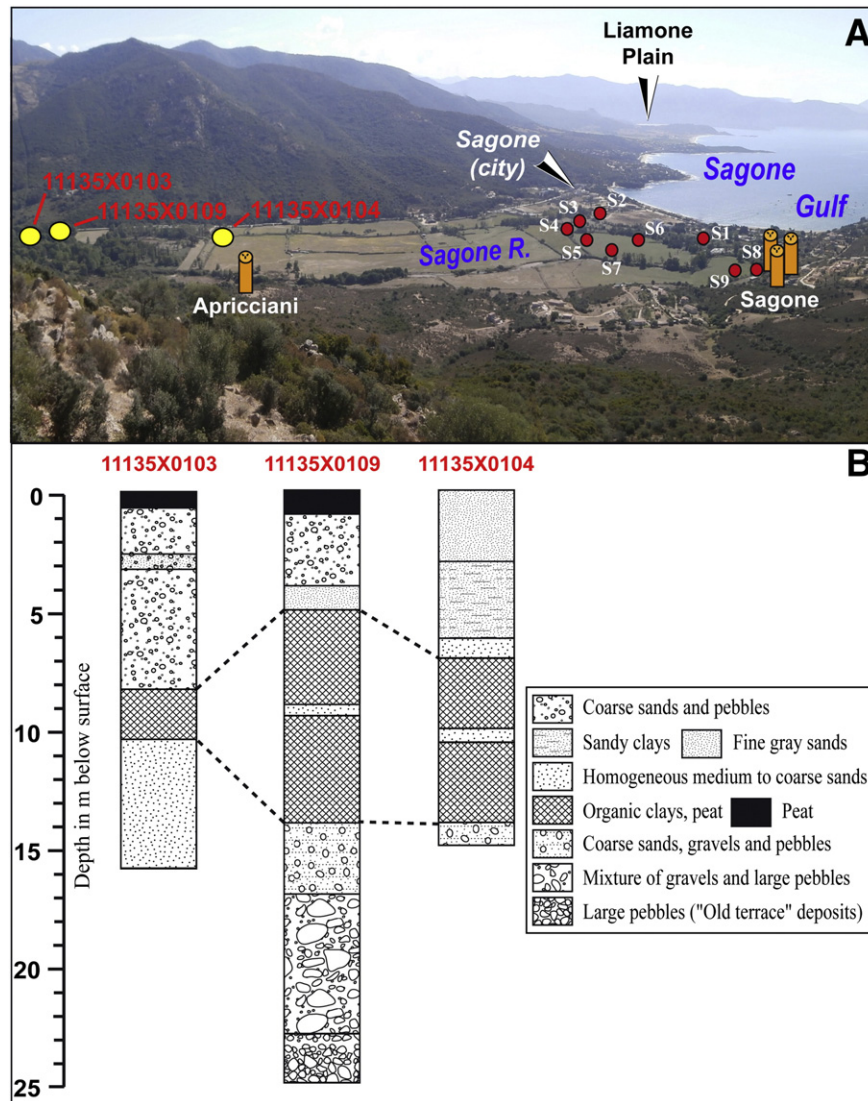 A
Liamone
Plain
Sagone
(city)
Sagone
Gulf
11135X0103
11135X0109
11135X0104
S3
S2
S4
S5
S6
S7
S1
S8
S9
Sagone R.
Apricciani
Sagone
B
11135X0103
11135X0109
11135X0104
Depth in m below surface
0
5
10
15
20
25
Coarse sands and pebbles
Sandy clays
Fine gray sands
Homogeneous medium to coarse sands
Organic clays, peat
Peat
Coarse sands, gravels and pebbles
Mixture of gravels and large pebbles
Large pebbles ("Old terrace" deposits)